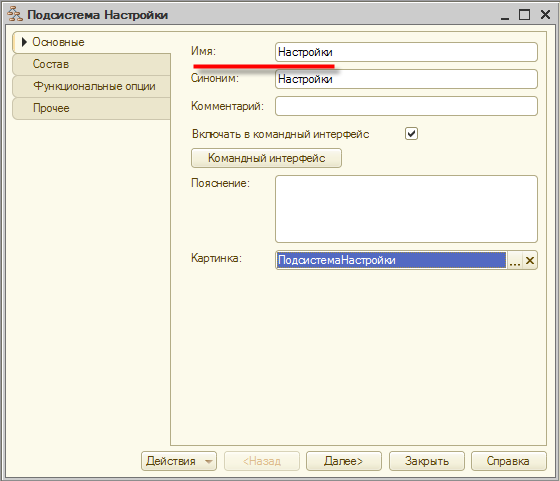 Подсистема Настройки
Основные
Состав
Функциональные опции
Прочее
Имя: Настройки
Синоним: Настройки
Комментарий:
Включать в командный интерфейс
Командный интерфейс
Пояснение:
Картинка: ПодсистемаНастройки ...
Действия <Назад Далее> Закрыть Справка